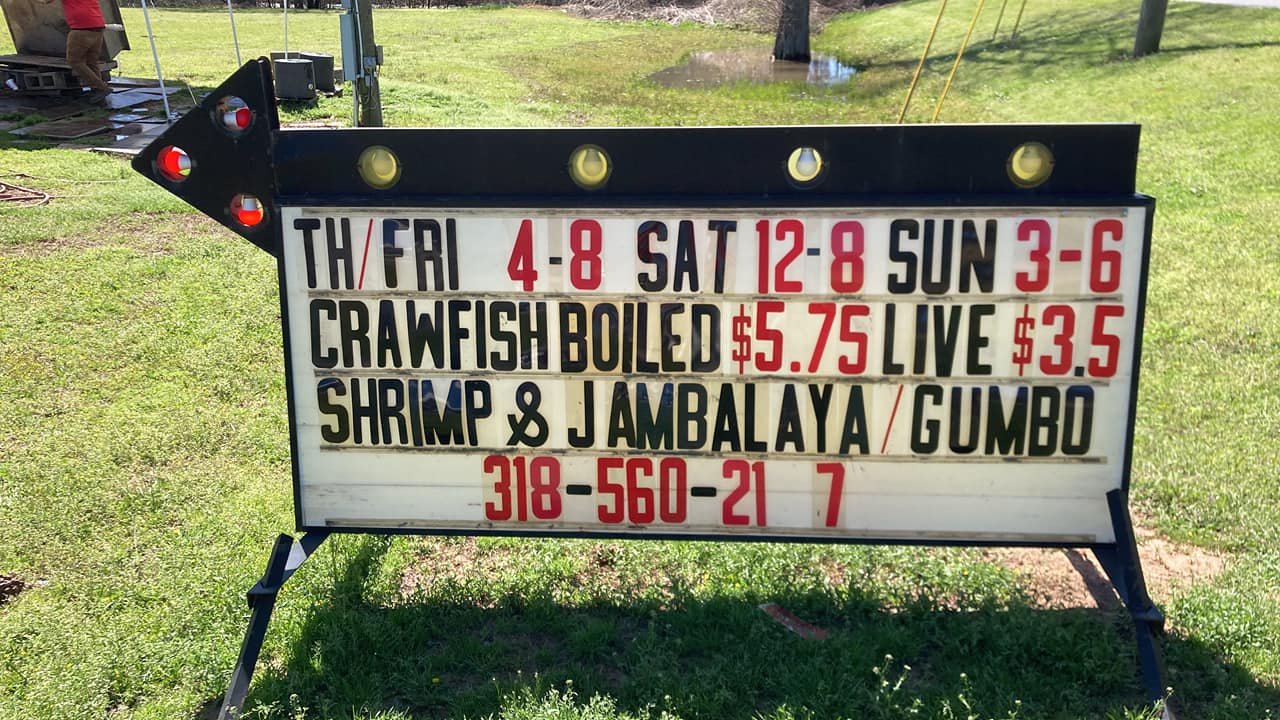 TH/FRI 4-8 SAT 12-8 SUN 3-6
CRAWFISH BOILED $5.75 LIVE $3.5
SHRIMP & JAMBALAYA/GUMBO
318-560-21 7